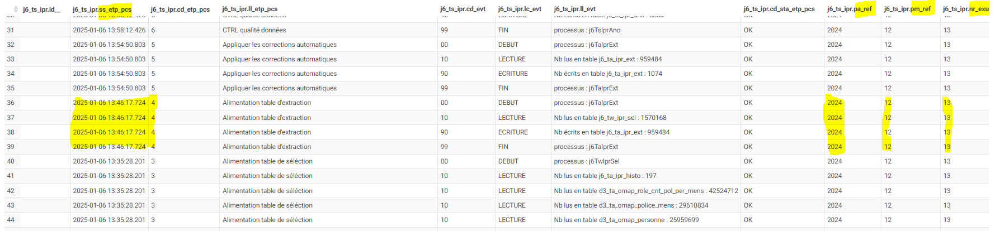 j6_ts_ipr.id__ j6_ts_ipr.ss_etp_pcs j6_ts_ipr.cd_etp_pcs j6_ts_ipr.ll_etp_pcs j6_ts_ipr.cd_evt j6_ts_ipr.lc_evt j6_ts_ipr.ll_evt j6_ts_ipr.cd_sta_etp_pcs j6_ts_ipr.pa_ref j6_ts_ipr.pm_ref j6_ts_ipr.nr_exu
31 2025-01-06 13:58:12.426 6 CTRL qualité données 99 FIN processus : j6TsIprAno OK 2024 12 13
32 2025-01-06 13:54:50.803 5 Appliquer les corrections automatiques 00 DEBUT processus : j6TaIprExt OK 2024 12 13
33 2025-01-06 13:54:50.803 5 Appliquer les corrections automatiques 10 LECTURE Nb lus en table j6_ta_ipr_ext : 959484 OK 2024 12 13
34 2025-01-06 13:54:50.803 5 Appliquer les corrections automatiques 90 ECRITURE Nb écrits en table j6_ta_ipr_ext : 1074 OK 2024 12 13
35 2025-01-06 13:54:50.803 5 Appliquer les corrections automatiques 99 FIN processus : j6TaIprExt OK 2024 12 13
36 2025-01-06 13:46:17.724 4 Alimentation table d'extraction 00 DEBUT processus : j6TaIprExt OK 2024 12 13
37 2025-01-06 13:46:17.724 4 Alimentation table d'extraction 10 LECTURE Nb lus en table j6_tw_ipr_sel : 1570168 OK 2024 12 13
38 2025-01-06 13:46:17.724 4 Alimentation table d'extraction 90 ECRITURE Nb écrits en table j6_ta_ipr_ext : 959484 OK 2024 12 13
39 2025-01-06 13:46:17.724 4 Alimentation table d'extraction 99 FIN processus : j6TaIprExt OK 2024 12 13
40 2025-01-06 13:35:28.201 3 Alimentation table de séléction 00 DEBUT processus : j6TwIprSel OK 2024 12 13
41 2025-01-06 13:35:28.201 3 Alimentation table de séléction 10 LECTURE Nb lus en table j6_ta_ipr_histo : 197 OK 2024 12 13
42 2025-01-06 13:35:28.201 3 Alimentation table de séléction 10 LECTURE Nb lus en table d3_ta_omap_role_cnt_pol_per_mens : 42524712 OK 2024 12 13
43 2025-01-06 13:35:28.201 3 Alimentation table de séléction 10 LECTURE Nb lus en table d3_ta_omap_police_mens : 29610834 OK 2024 12 13
44 2025-01-06 13:35:28.201 3 Alimentation table de séléction 10 LECTURE Nb lus en table d3_ta_omap_personne : 25959699 OK 2024 12 13